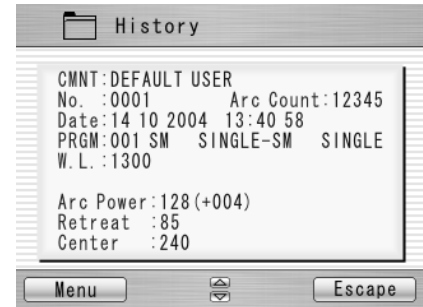 History
CMNT:DEFAULT USER
No. :0001 Arc Count:12345
Date:14 10 2004 13:40 58
PRGM:001 SM SINGLE-SM SINGLE
W.L.:1300
Arc Power:128(+004)
Retreat :85
Center :240
Menu Escape